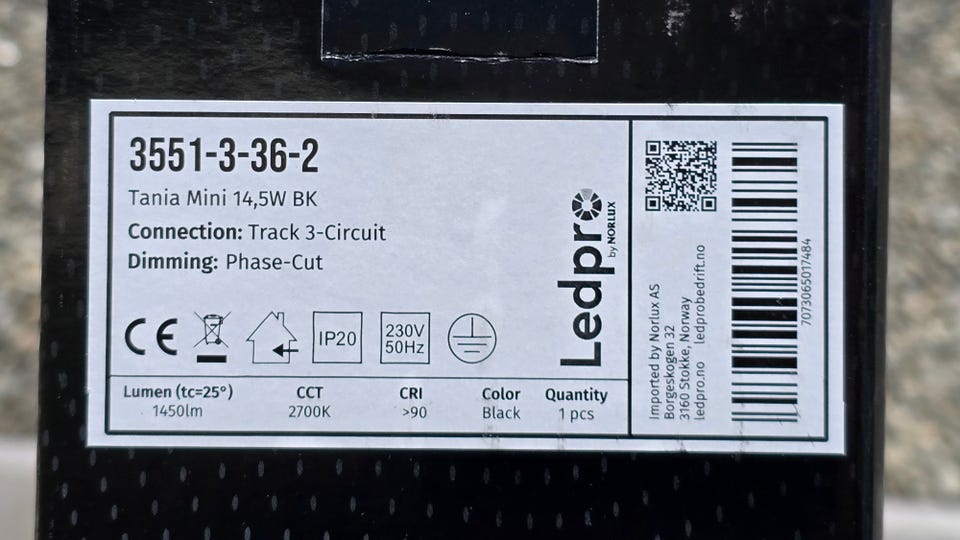 3551-3-36-2
Tania Mini 14,5W BK
Connection: Track 3-Circuit
Dimming: Phase-Cut
CE
IP20
230V
50Hz
Lumen (tc=25°) CCT CRI Color Quantity
1450lm 2700K >90 Black 1 pcs
Ledpro
by NORLUX
Imported by Norlux AS
Borgeskogen 32
3160 Stokke, Norway
ledpro.no ledprobedrift.no
7073065017484